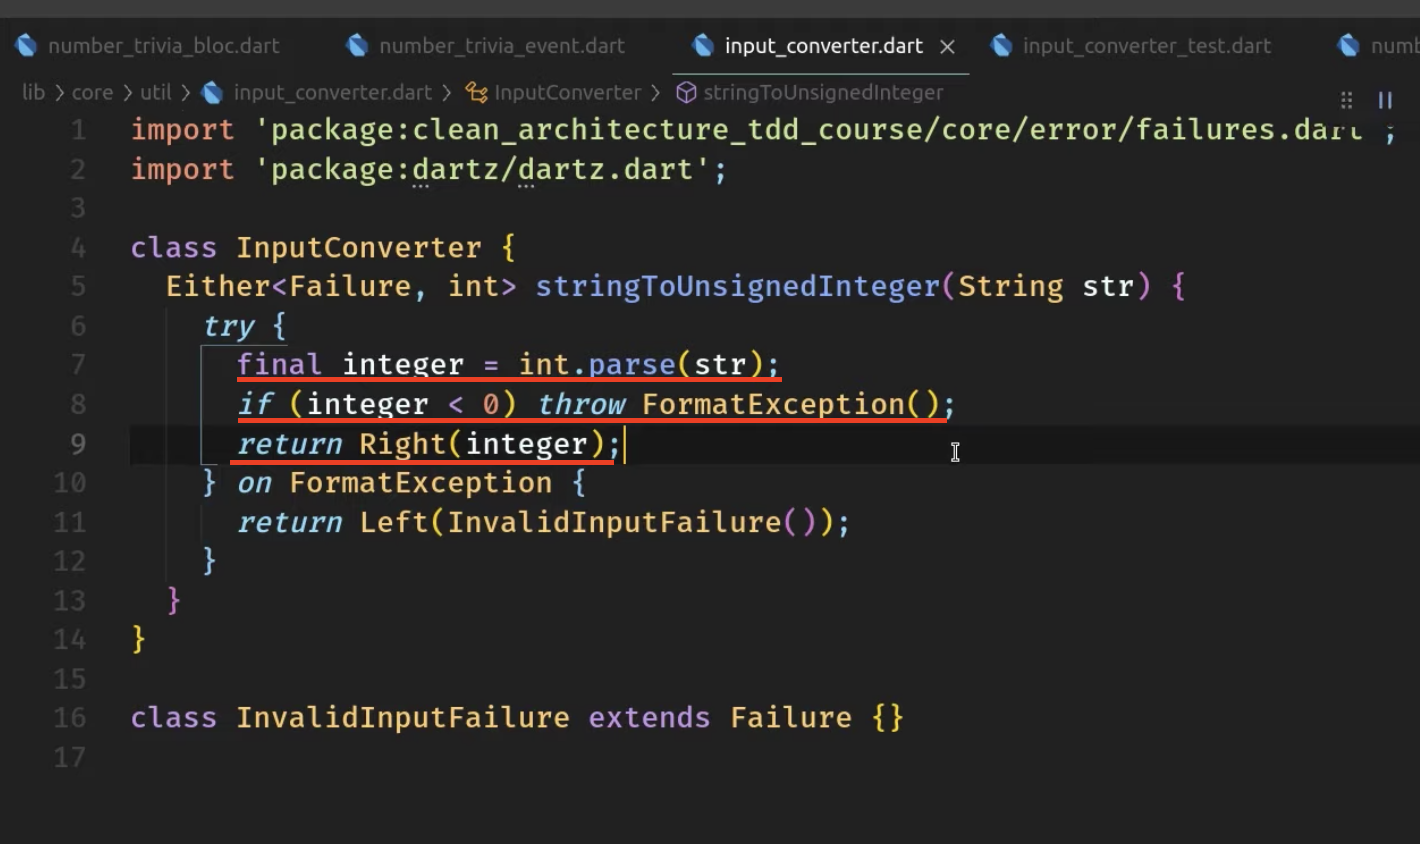 number_trivia_bloc.dart number_trivia_event.dart input_converter.dart input_converter_test.dart
lib > core > util > input_converter.dart > InputConverter > stringToUnsignedInteger
1 import 'package:clean_architecture_tdd_course/core/error/failures.dart';
2 import 'package:dartz/dartz.dart';
3
4 class InputConverter {
5 Either<Failure, int> stringToUnsignedInteger(String str) {
6 try {
7 final integer = int.parse(str);
8 if (integer < 0) throw FormatException();
9 return Right(integer);
10 } on FormatException {
11 return Left(InvalidInputFailure());
12 }
13 }
14 }
15
16 class InvalidInputFailure extends Failure {}
17